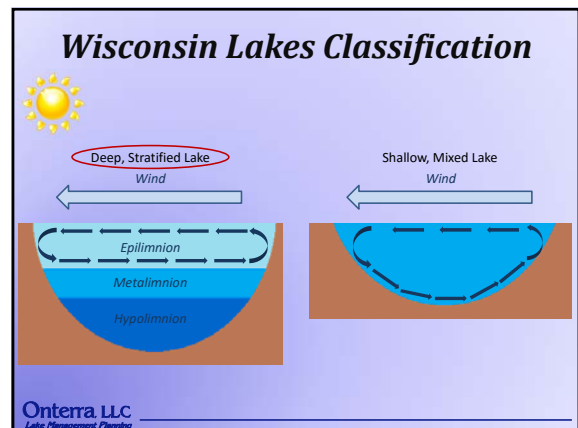 Wisconsin Lakes Classification
Deep, Stratified Lake
Wind
Epilimnion
Metalimnion
Hypolimnion
Shallow, Mixed Lake
Wind
Onterra LLC
Lake Management Planning